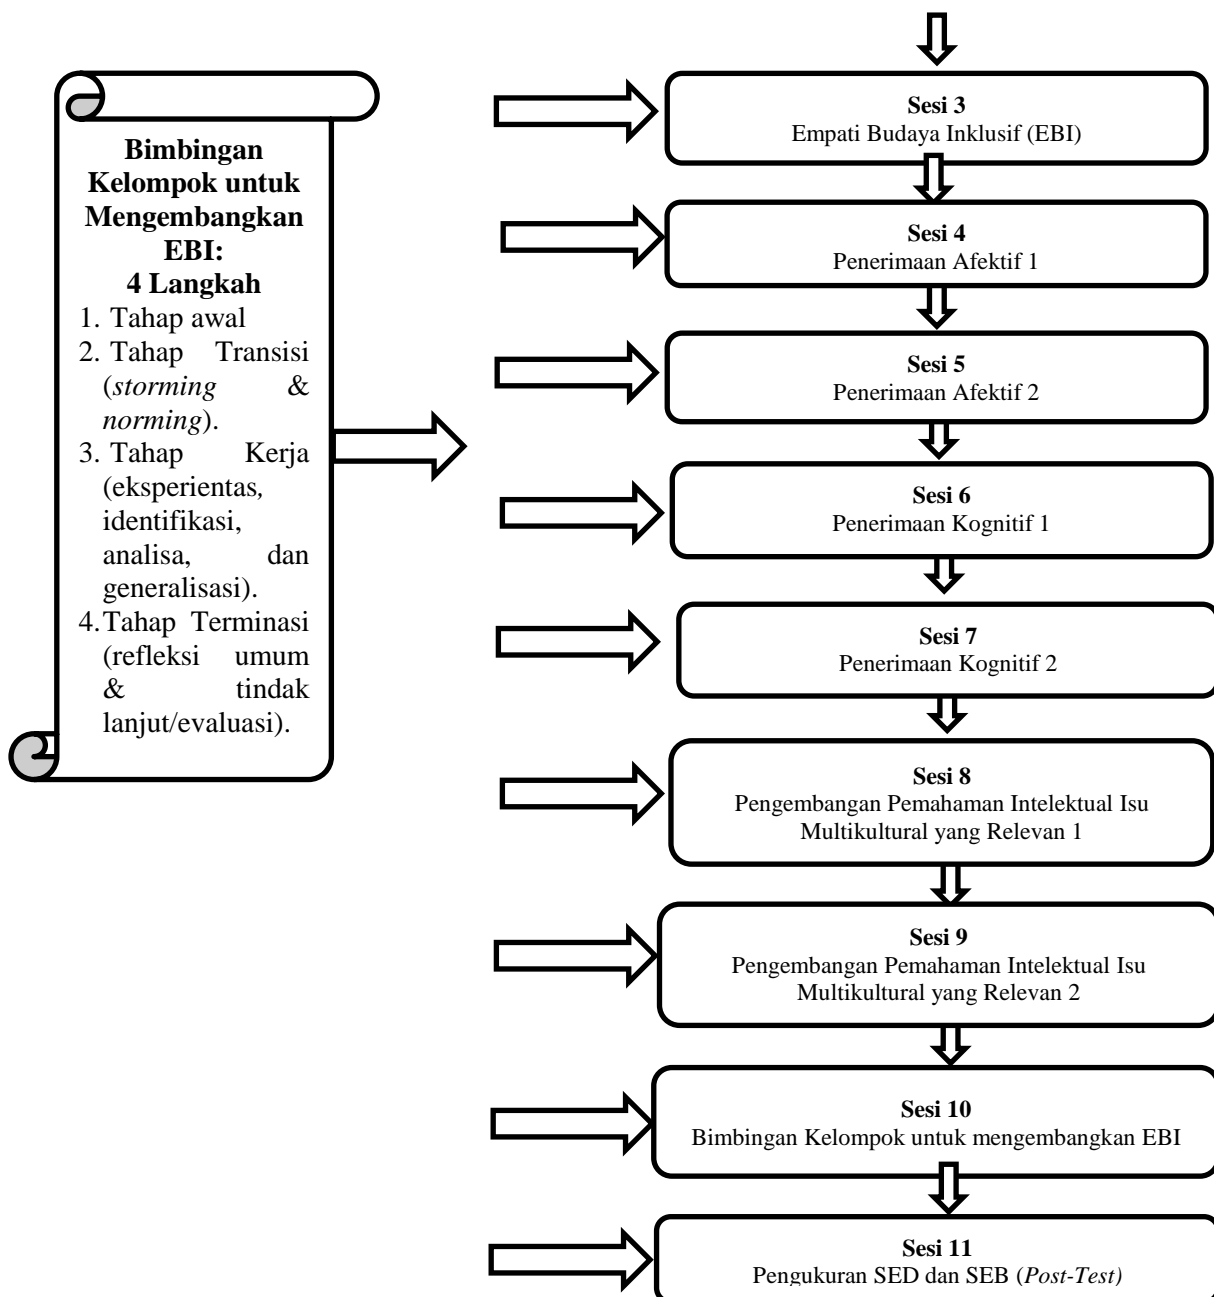 Bimbingan
Kelompok untuk
Mengembangkan
EBI:
4 Langkah
1. Tahap awal
2. Tahap Transisi
(storming &
norming).
3. Tahap Kerja
(eksperientas,
identifikasi,
analisa, dan
generalisasi).
4.Tahap Terminasi
(refleksi umum
& tindak
lanjut/evaluasi).
Sesi 3
Empati Budaya Inklusif (EBI)
Sesi 4
Penerimaan Afektif 1
Sesi 5
Penerimaan Afektif 2
Sesi 6
Penerimaan Kognitif 1
Sesi 7
Penerimaan Kognitif 2
Sesi 8
Pengembangan Pemahaman Intelektual Isu
Multikultural yang Relevan 1
Sesi 9
Pengembangan Pemahaman Intelektual Isu
Multikultural yang Relevan 2
Sesi 10
Bimbingan Kelompok untuk mengembangkan EBI
Sesi 11
Pengukuran SED dan SEB (Post-Test)